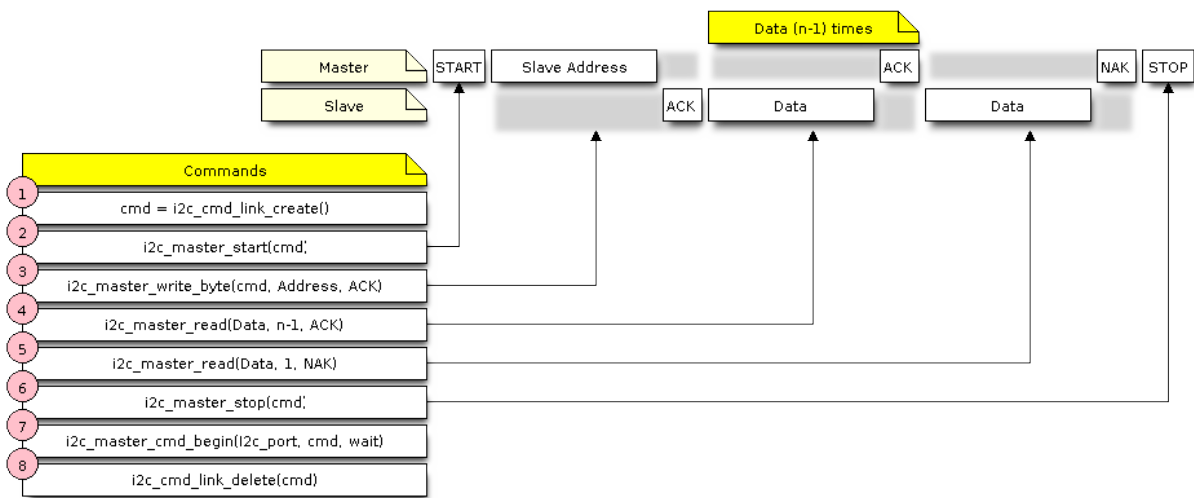 Data (n-1) times
Master START Slave Address ACK NAK STOP
Slave ACK Data Data
Commands
1
cmd = i2c_cmd_link_create()
2
i2c_master_start(cmd;
3
i2c_master_write_byte(cmd, Address, ACK)
4
i2c_master_read(Data, n-1, ACK)
5
i2c_master_read(Data, 1, NAK)
6
i2c_master_stop(cmd;
7
i2c_master_cmd_begin(I2c_port, cmd, wait)
8
i2c_cmd_link_delete(cmd)